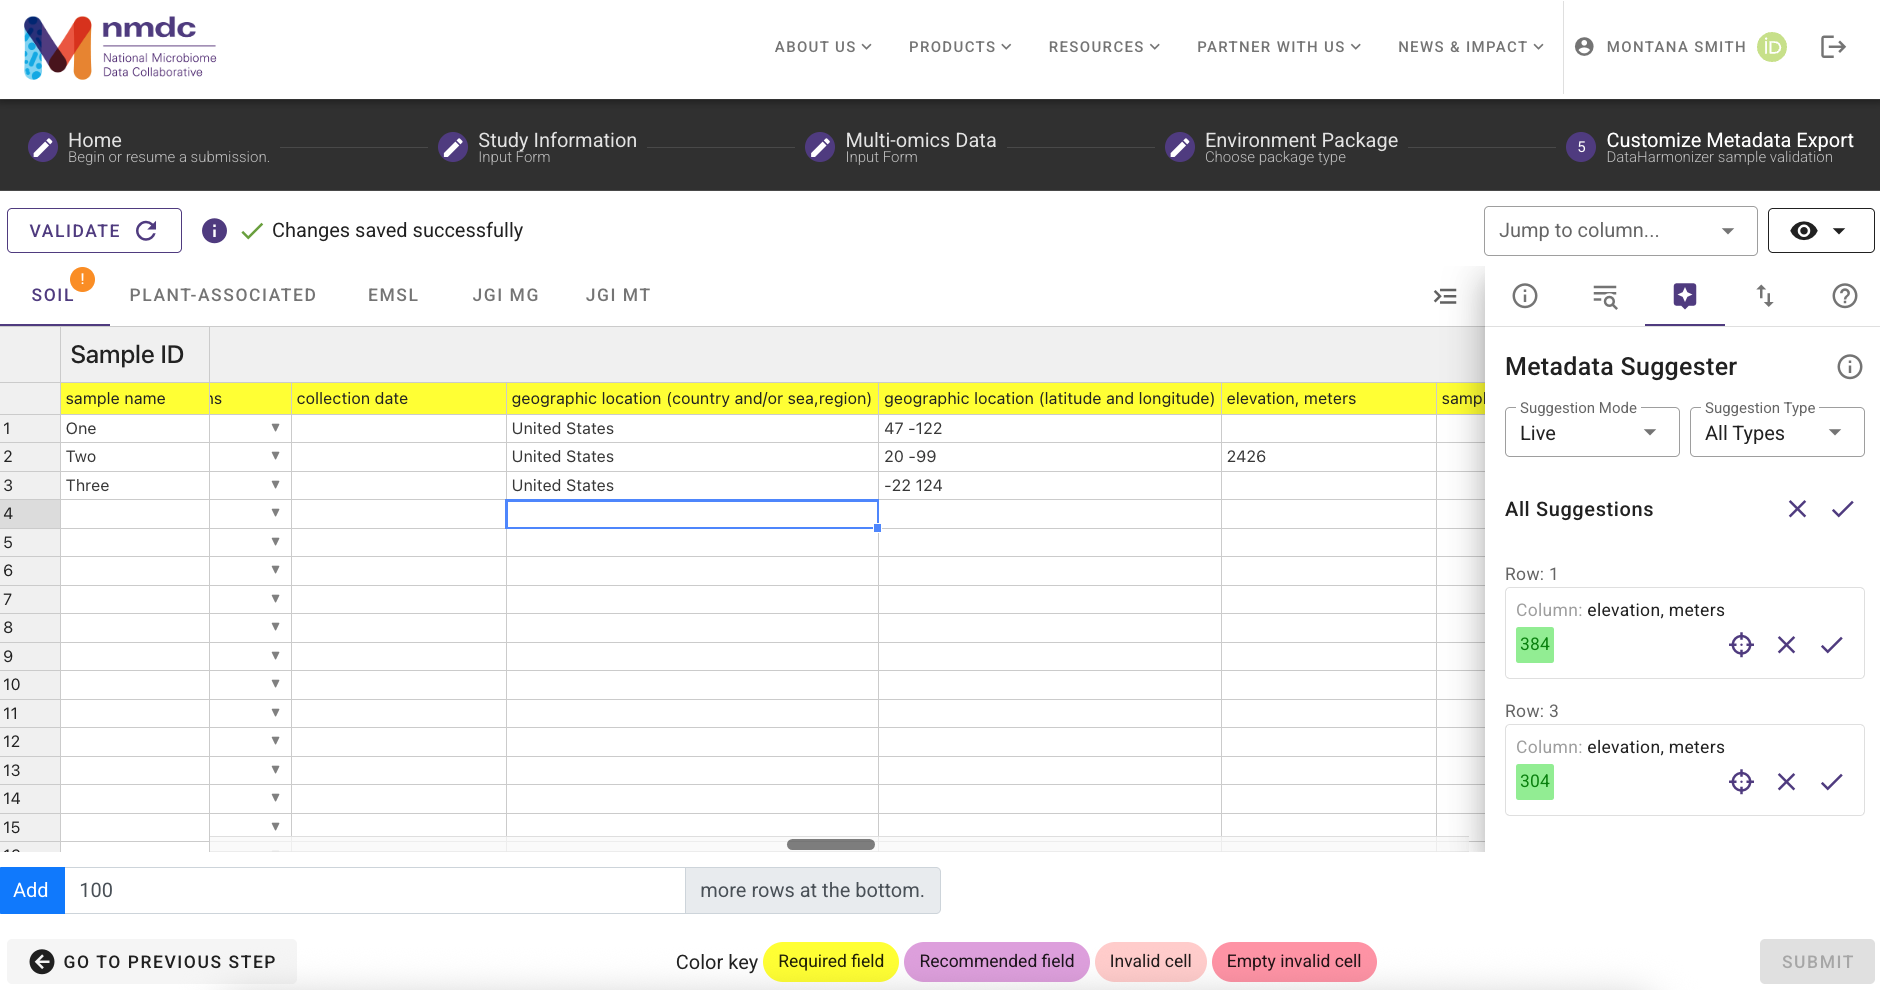 nmdc
National Microbiome
Data Collaborative
ABOUT US
PRODUCTS
RESOURCES
PARTNER WITH US
NEWS & IMPACT
MONTANA SMITH
iD
Home
Begin or resume a submission.
Study Information
Input Form
Multi-omics Data
Input Form
Environment Package
Choose package type
5
Customize Metadata Export
DataHarmonizer sample validation
VALIDATE
Changes saved successfully
Jump to column...
SOIL
!
PLANT-ASSOCIATED
EMSL
JGI MG
JGI MT
Sample ID
sample name
collection date
geographic location (country and/or sea,region)
geographic location (latitude and longitude)
elevation, meters
1 One United States 47 -122
2 Two United States 20 -99 2426
3 Three United States -22 124
4
5
6
7
8
9
10
11
12
13
14
15
Metadata Suggester
Suggestion Mode
Live
Suggestion Type
All Types
All Suggestions
Row: 1
Column: elevation, meters
384
Row: 3
Column: elevation, meters
304
Add 100 more rows at the bottom.
GO TO PREVIOUS STEP
Color key
Required field
Recommended field
Invalid cell
Empty invalid cell
SUBMIT